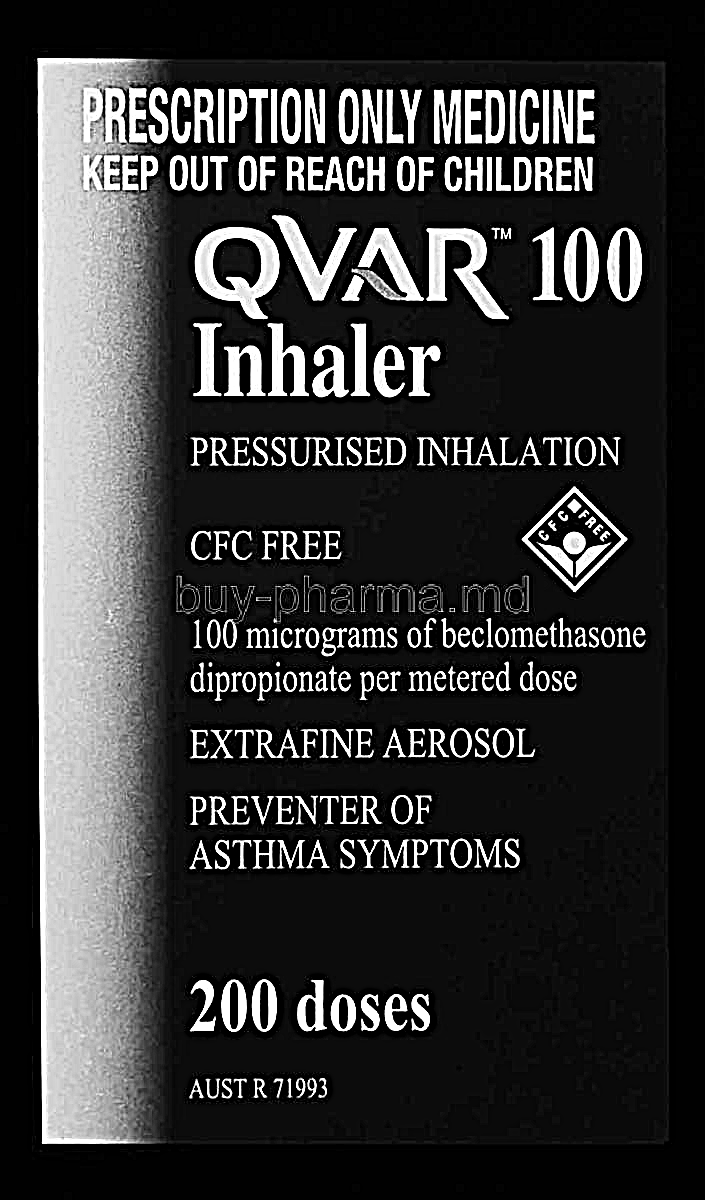 PRESCRIPTION ONLY MEDICINE
KEEP OUT OF REACH OF CHILDREN
QVAR™ 100
Inhaler
PRESSURISED INHALATION
CFC FREE
CFC FREE
buy-pharma.md
100 micrograms of beclomethasone
dipropionate per metered dose
EXTRAFINE AEROSOL
PREVENTER OF
ASTHMA SYMPTOMS
200 doses
AUST R 71993